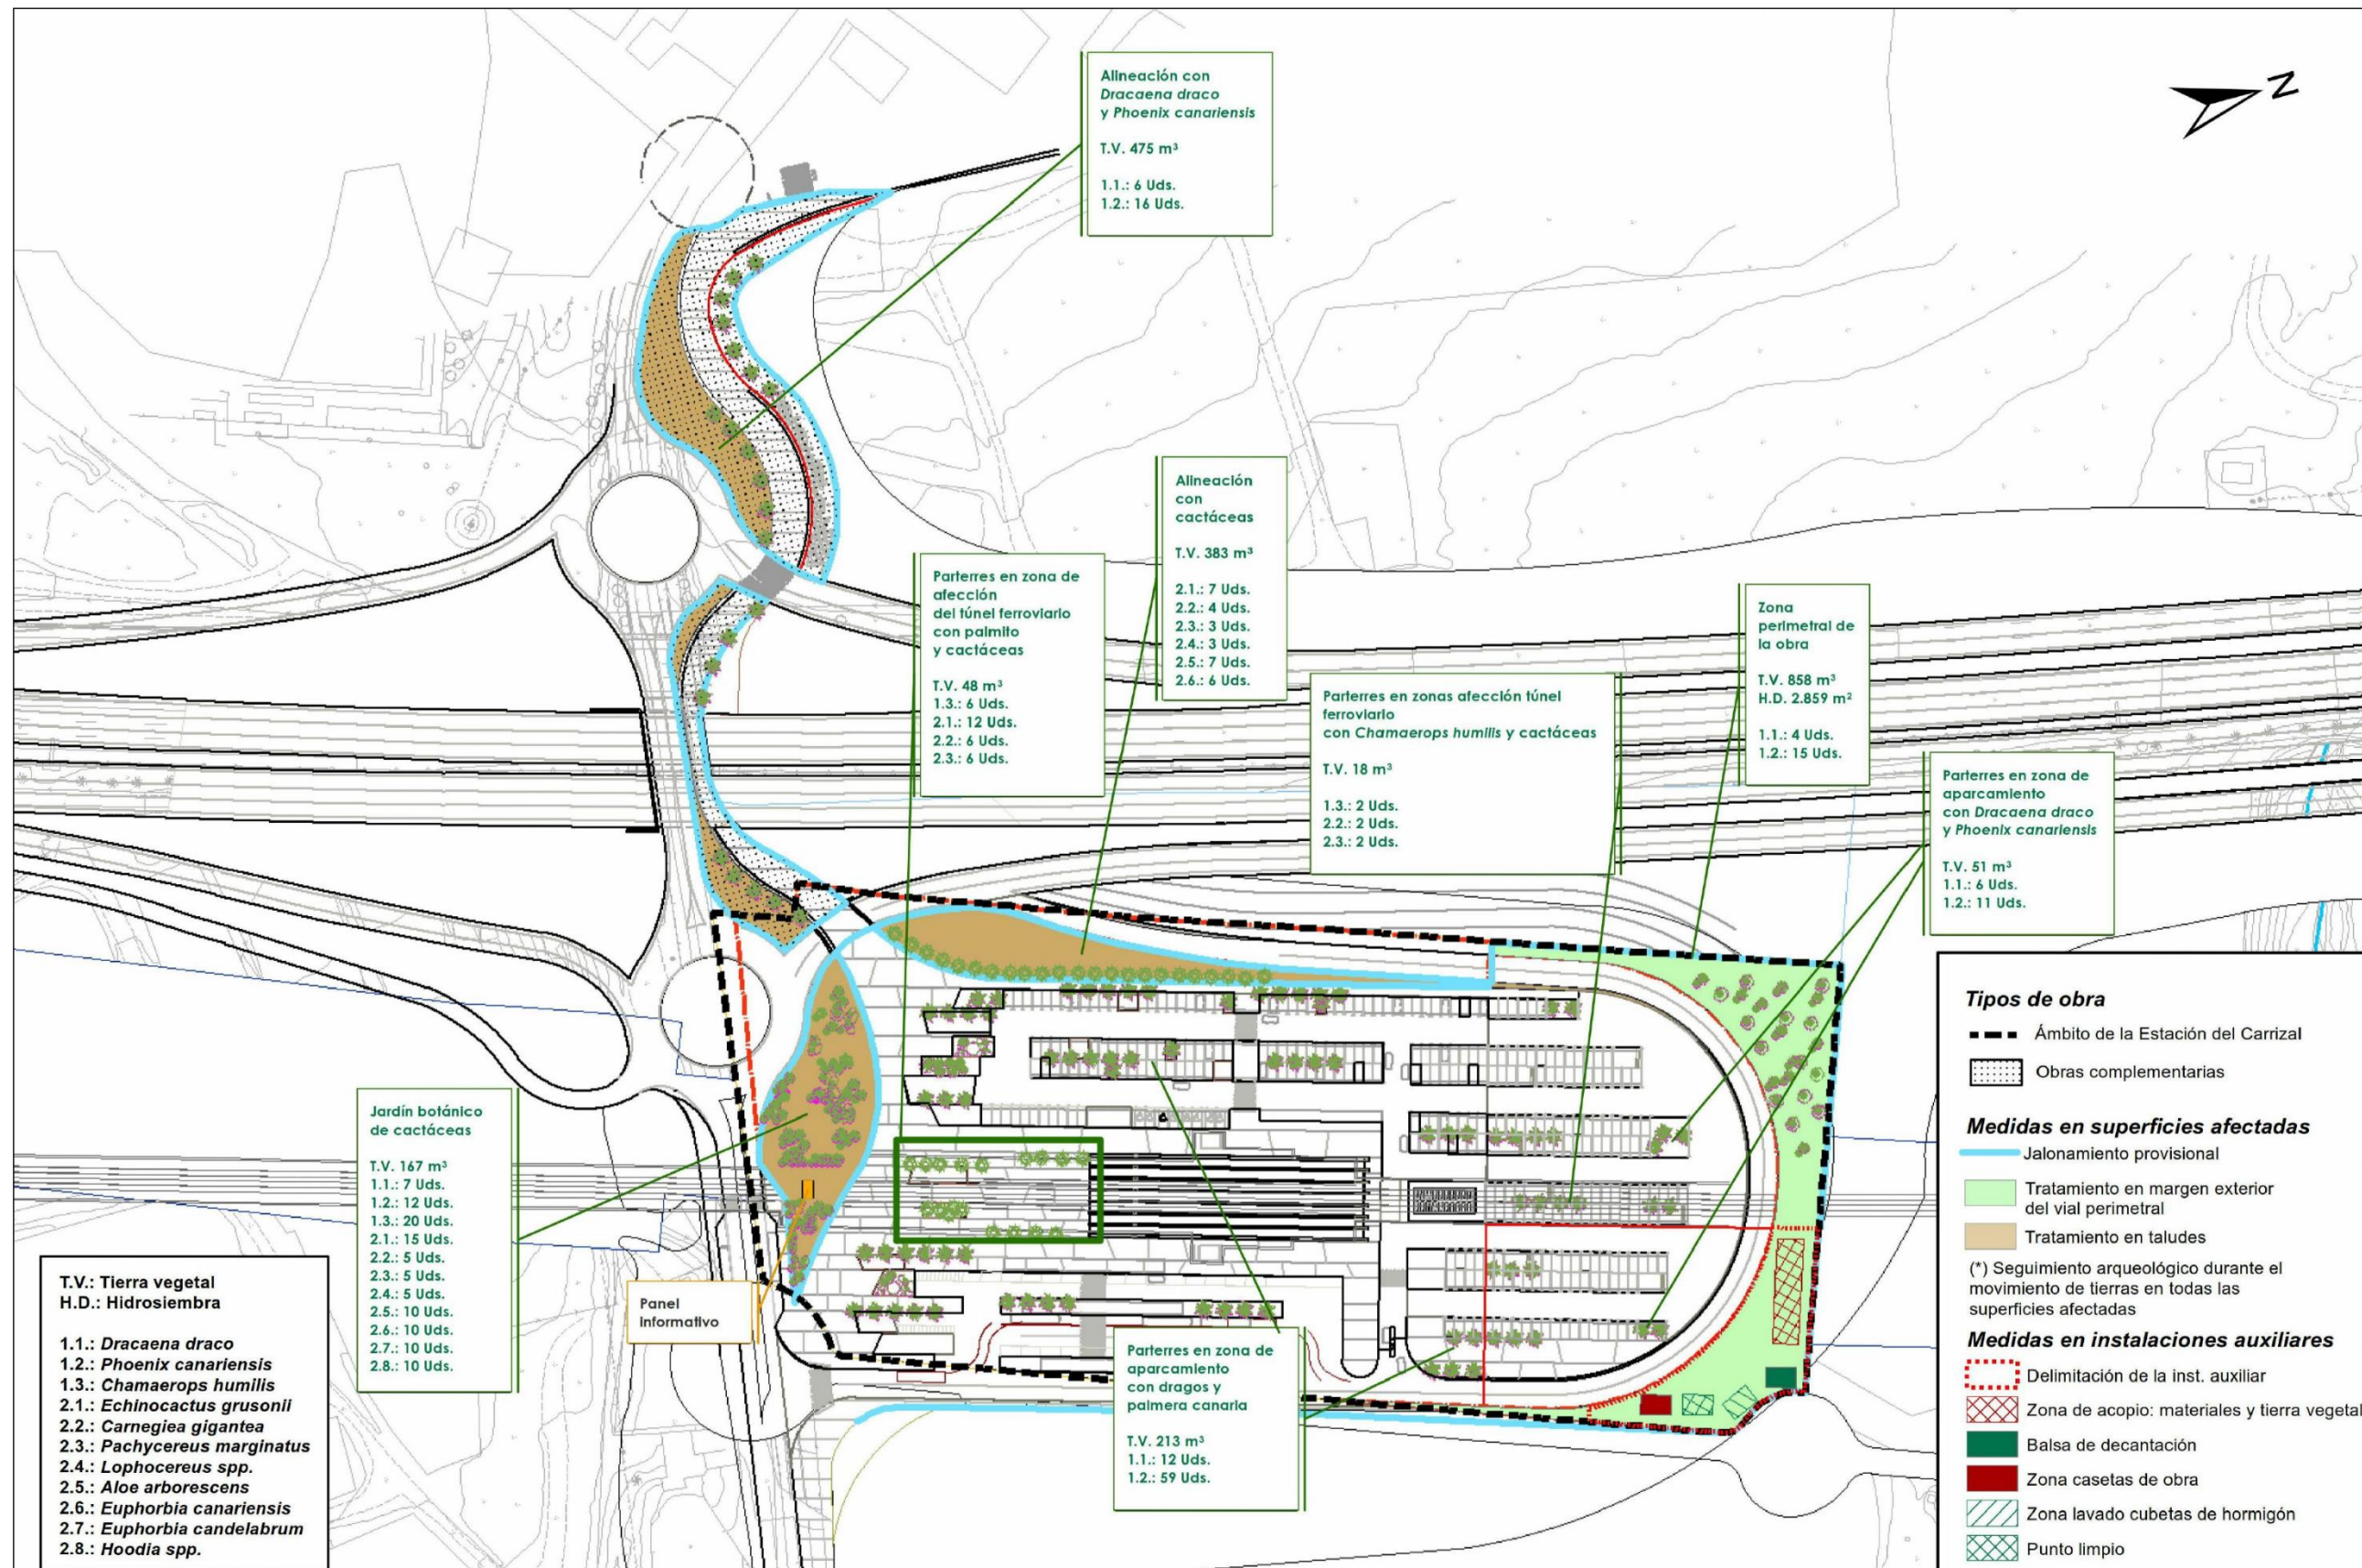 Alineación con
Dracaena draco
y Phoenix canariensis
T.V. 475 m³
1.1.: 6 Uds.
1.2.: 16 Uds.
N
Alineación
con
cactáceas
T.V. 383 m³
2.1.: 7 Uds.
2.2.: 4 Uds.
2.3.: 3 Uds.
2.4.: 3 Uds.
2.5.: 7 Uds.
2.6.: 6 Uds.
Parterres en zona de
afección
del túnel ferroviario
con palmito
y cactáceas
T.V. 48 m³
1.3.: 6 Uds.
2.1.: 12 Uds.
2.2.: 6 Uds.
2.3.: 6 Uds.
Parterres en zonas afección túnel
ferroviario
con Chamaerops humilis y cactáceas
T.V. 18 m³
1.3.: 2 Uds.
2.2.: 2 Uds.
2.3.: 2 Uds.
Zona
perimetral de
la obra
T.V. 858 m³
H.D. 2.859 m²
1.1.: 4 Uds.
1.2.: 15 Uds.
Parterres en zona de
aparcamiento
con Dracaena draco
y Phoenix canariensis
T.V. 51 m³
1.1.: 6 Uds.
1.2.: 11 Uds.
Jardín botánico
de cactáceas
T.V. 167 m³
1.1.: 7 Uds.
1.2.: 12 Uds.
1.3.: 20 Uds.
2.1.: 15 Uds.
2.2.: 5 Uds.
2.3.: 5 Uds.
2.4.: 5 Uds.
2.5.: 10 Uds.
2.6.: 10 Uds.
2.7.: 10 Uds.
2.8.: 10 Uds.
Panel
informativo
Parterres en zona de
aparcamiento
con dragos y
palmera canaria
T.V. 213 m³
1.1.: 12 Uds.
1.2.: 59 Uds.
T.V.: Tierra vegetal
H.D.: Hidrosiembra
1.1.: Dracaena draco
1.2.: Phoenix canariensis
1.3.: Chamaerops humilis
2.1.: Echinocactus grusonii
2.2.: Carnegiea gigantea
2.3.: Pachycereus marginatus
2.4.: Lophocereus spp.
2.5.: Aloe arborescens
2.6.: Euphorbia canariensis
2.7.: Euphorbia candelabrum
2.8.: Hoodia spp.
Tipos de obra
Ámbito de la Estación del Carrizal
Obras complementarias
Medidas en superficies afectadas
Jalonamiento provisional
Tratamiento en margen exterior
del vial perimetral
Tratamiento en taludes
(*) Seguimiento arqueológico durante el
movimiento de tierras en todas las
superficies afectadas
Medidas en instalaciones auxiliares
Delimitación de la inst. auxiliar
Zona de acopio: materiales y tierra vegetal
Balsa de decantación
Zona casetas de obra
Zona lavado cubetas de hormigón
Punto limpio